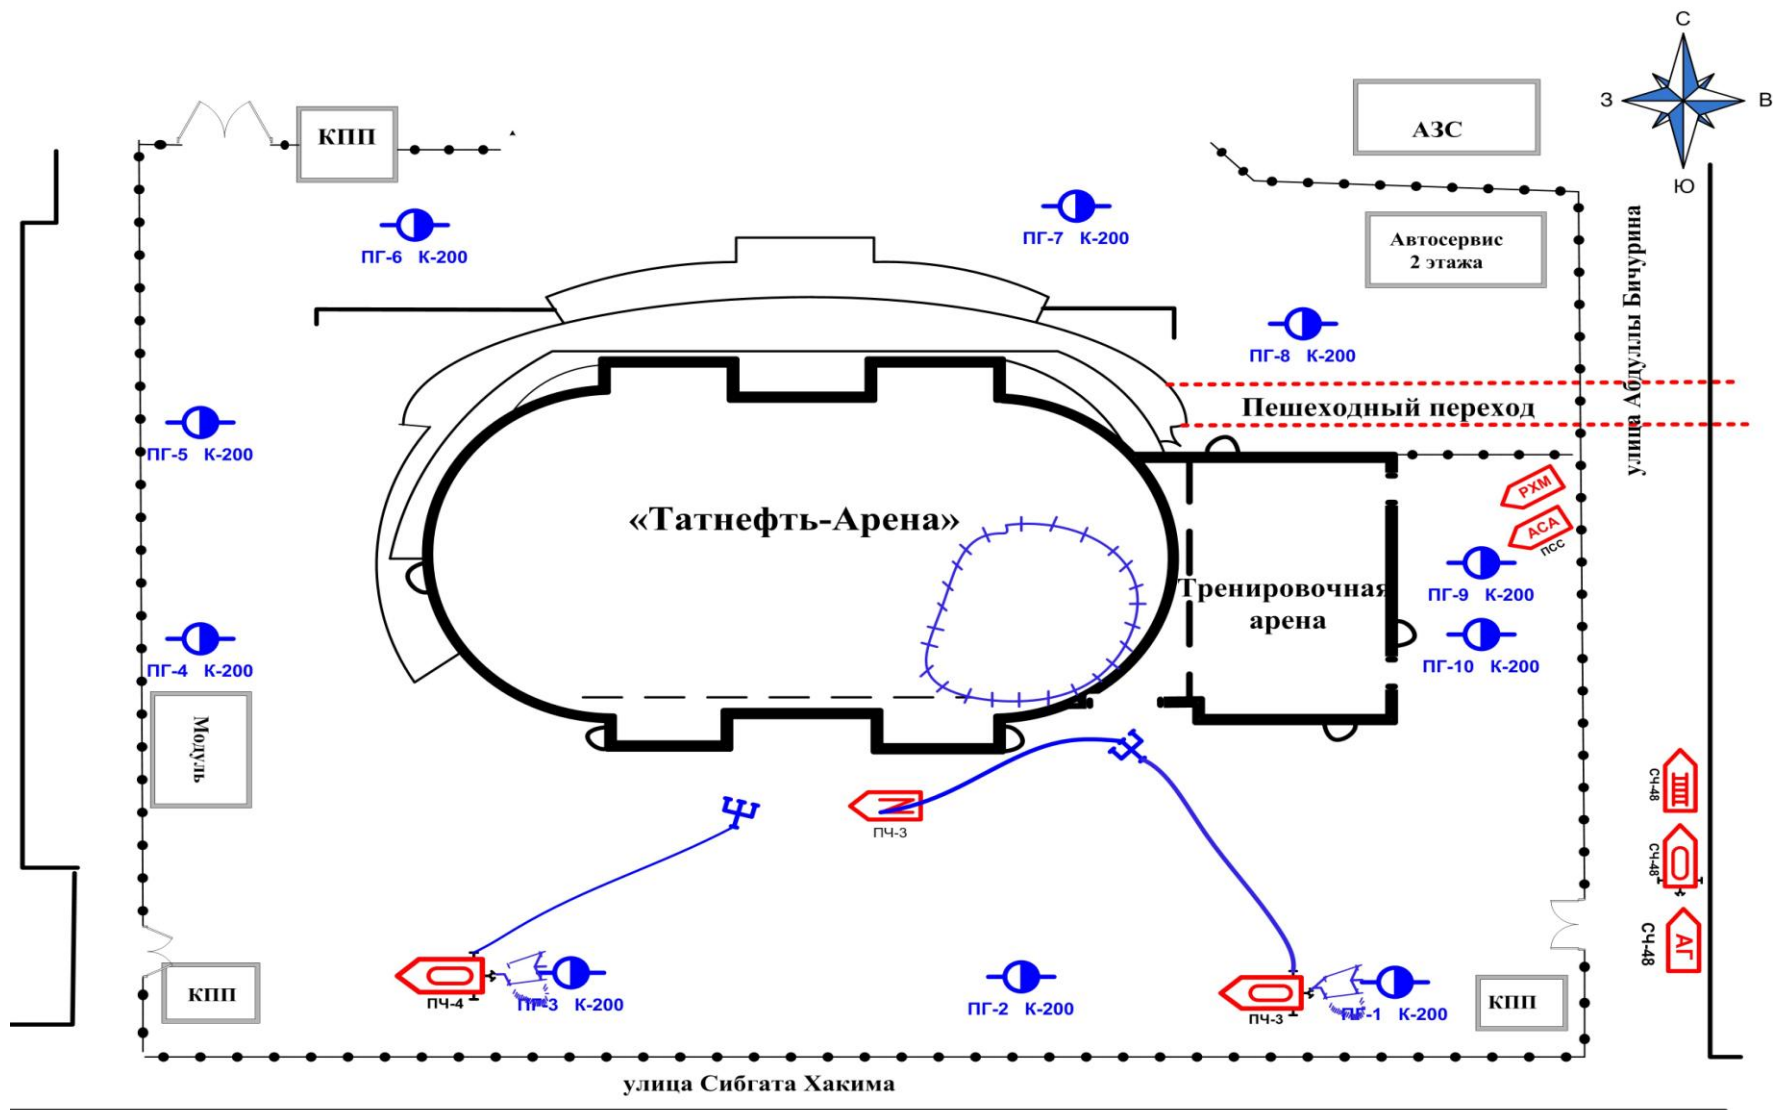 С
З
В
Ю
КПП
АЗС
ПГ-6 К-200
ПГ-7 К-200
Автосервис
2 этажа
улица Абдуллы Бичурина
ПГ-8 К-200
Пешеходный переход
ПГ-5 К-200
«Татнефть-Арена»
РХМ
АСА
ПСС
ПГ-9 К-200
Тренировочная
арена
ПГ-4 К-200
ПГ-10 К-200
Модуль
ПЧ-3
СЧ-48
СЧ-48
АГ
СЧ-48
КПП
ПЧ-4
ПГ-3 К-200
ПГ-2 К-200
ПЧ-3
ПГ-1 К-200
КПП
улица Сибгата Хакима